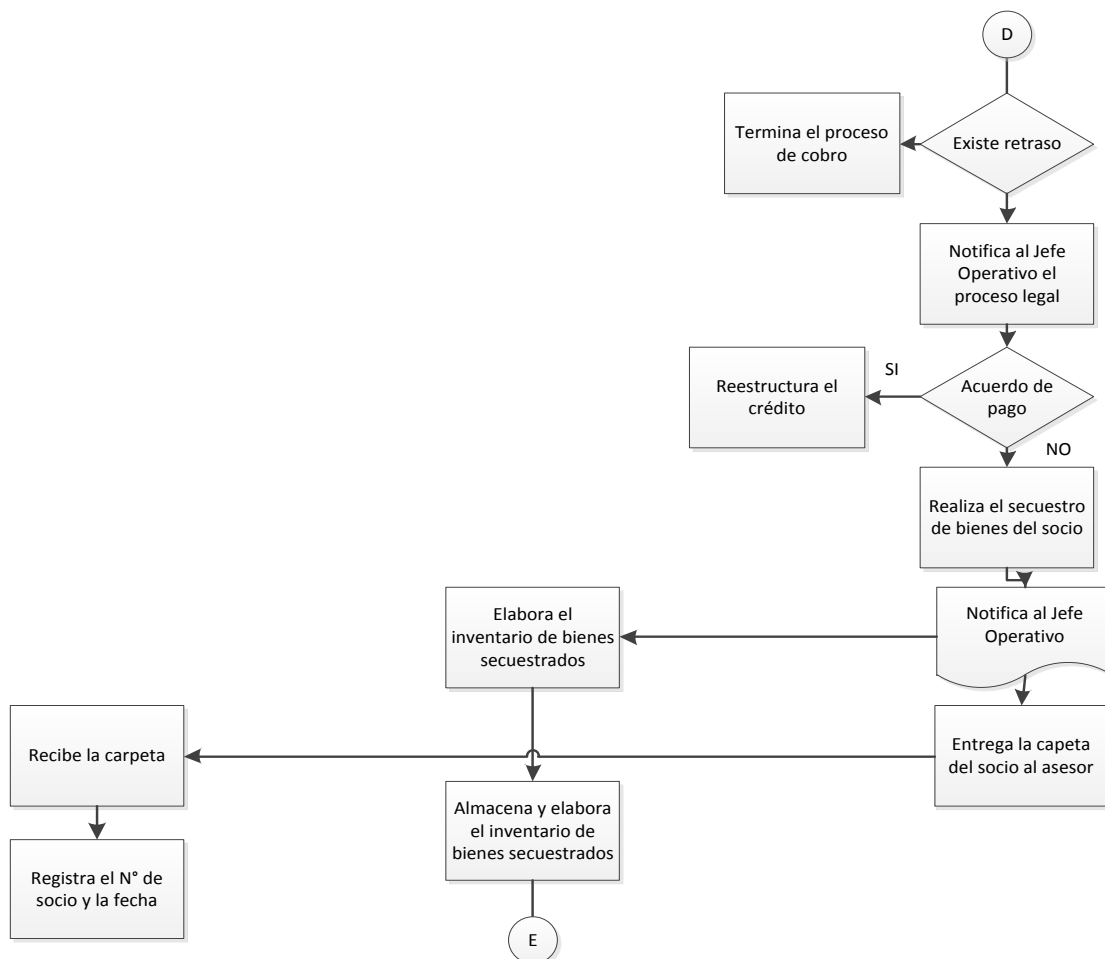 D
Termina el proceso
de cobro
Existe retraso
Notifica al Jefe
Operativo el
proceso legal
Reestructura el
crédito
SI
Acuerdo de
pago
NO
Realiza el secuestro
de bienes del socio
Elabora el
inventario de bienes
secuestrados
Notifica al Jefe
Operativo
Recibe la carpeta
Entrega la capeta
del socio al asesor
Almacena y elabora
el inventario de
bienes secuestrados
Registra el N° de
socio y la fecha
E